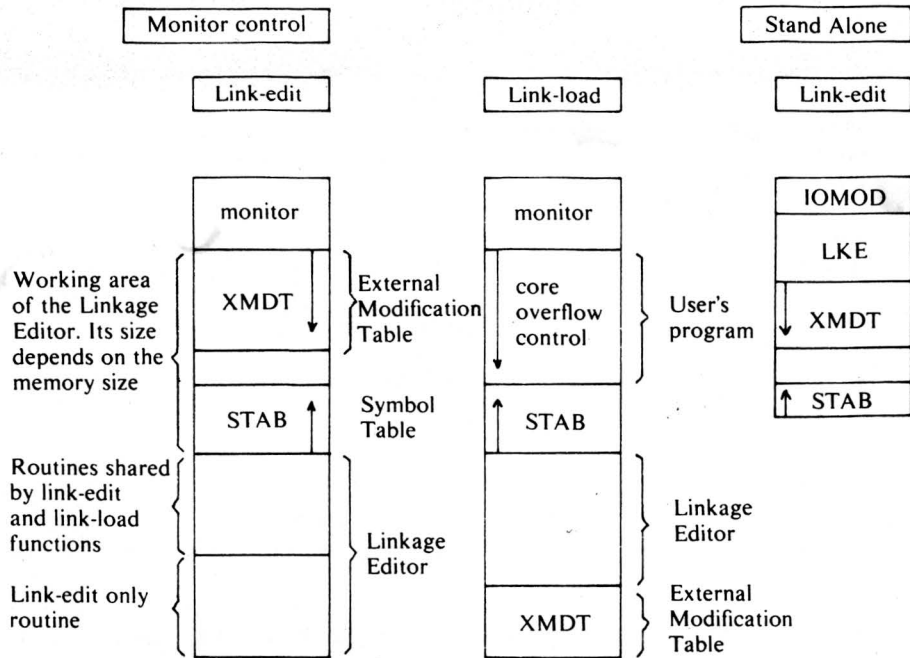 Monitor control
Stand Alone
Link-edit
Link-load
Link-edit
monitor
monitor
IOMOD
LKE
Working area
of the Linkage
Editor. Its size
depends on the
memory size
XMDT
External
Modification
Table
core
overflow
control
User's
program
XMDT
STAB
Symbol
Table
STAB
STAB
Routines shared
by link-edit
and link-load
functions
Linkage
Editor
Linkage
Editor
Link-edit only
routine
XMDT
External
Modification
Table